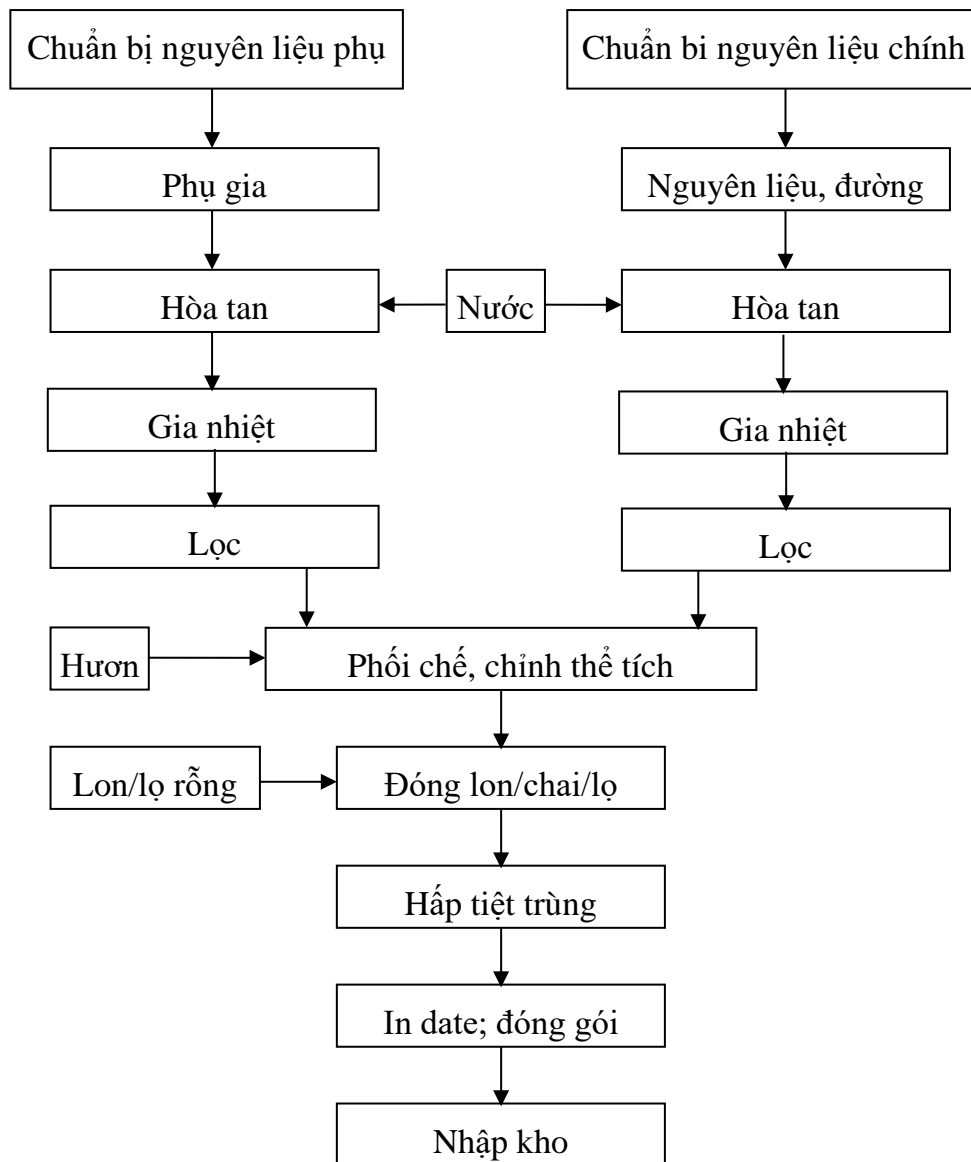 Chuẩn bị nguyên liệu phụ
Chuẩn bi nguyên liệu chính
Phụ gia
Nguyên liệu, đường
Hòa tan
Nước
Hòa tan
Gia nhiệt
Gia nhiệt
Lọc
Lọc
Hươn
Phối chế, chỉnh thể tích
Lon/lọ rỗng
Đóng lon/chai/lọ
Hấp tiệt trùng
In date; đóng gói
Nhập kho